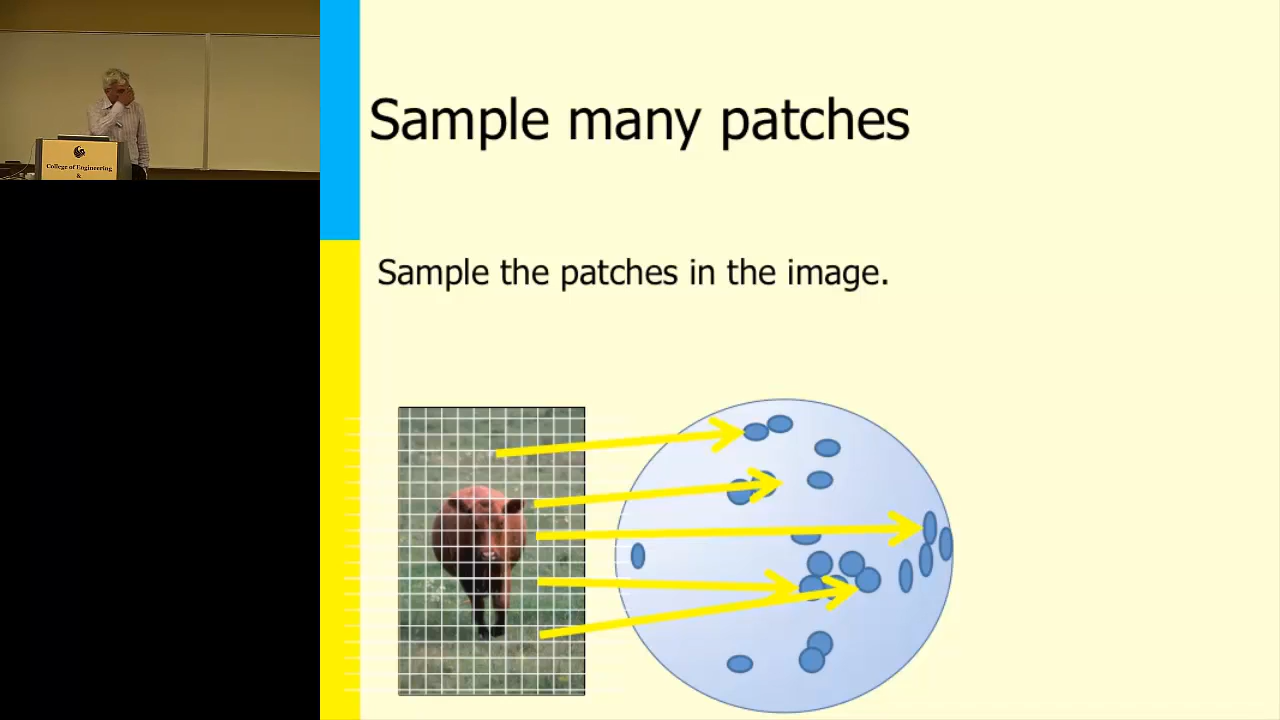 Sample many patches
Sample the patches in the image.
College of Engineering
&